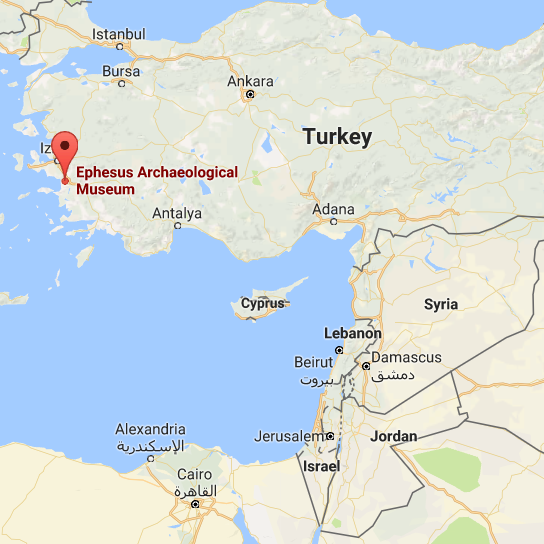 Istanbul
Bursa
Ankara
Turkey
Iz
Ephesus Archaeological
Museum
Antalya
Adana
Cyprus
Syria
Lebanon
Beirut
بيروت
Damascus
دمشق
Alexandria
الإسكندرية
Jerusalem
Jordan
Israel
Cairo
القاهرة